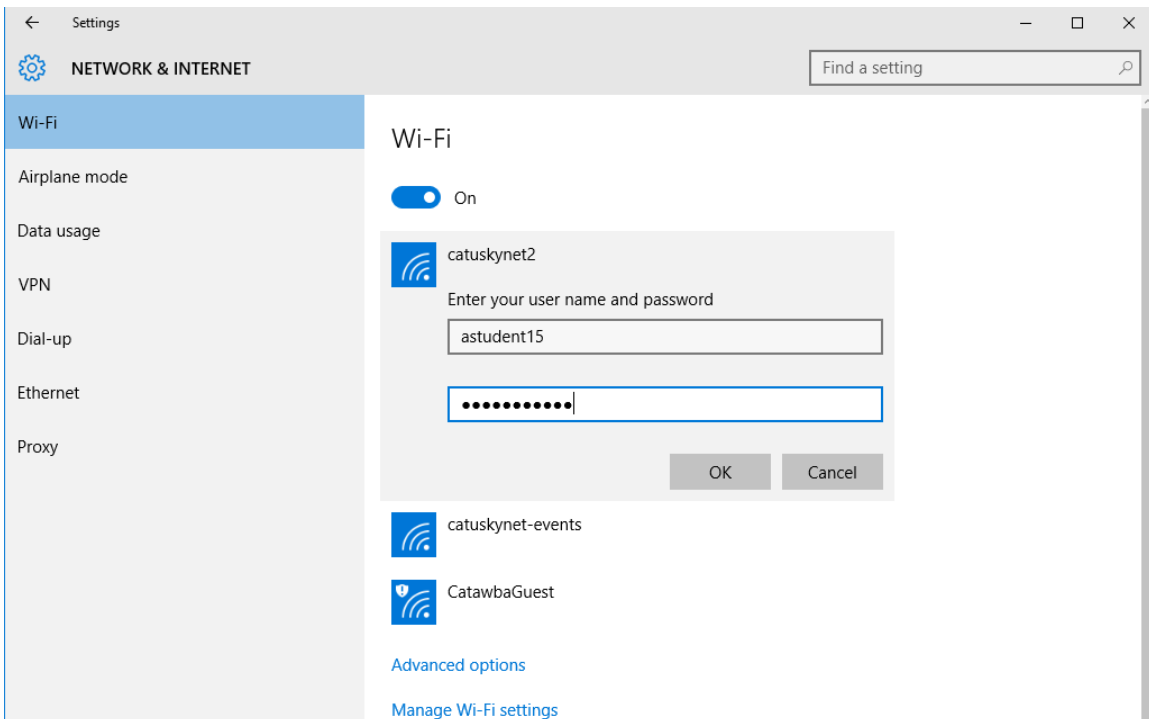 Settings
NETWORK & INTERNET
Find a setting
Wi-Fi
Airplane mode
Data usage
VPN
Dial-up
Ethernet
Proxy
Wi-Fi
On
catuskynet2
Enter your user name and password
astudent15
•••••••••••
OK Cancel
catuskynet-events
CatawbaGuest
Advanced options
Manage Wi-Fi settings